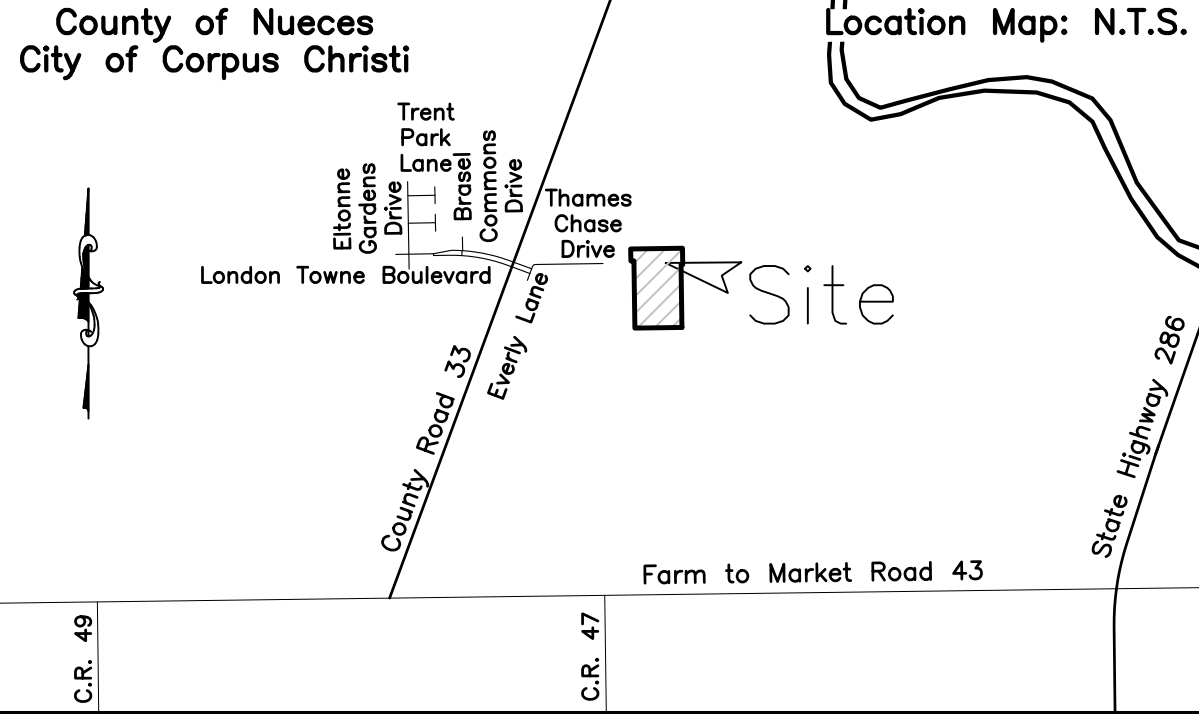 County of Nueces
City of Corpus Christi
Location Map: N.T.S.
Trent
Park
Lane
Eltonne
Gardens
Drive
Brasel
Commons
Drive
Thames
Chase
Drive
London Towne Boulevard
Site
Everly Lane
County Road 33
State Highway 286
Farm to Market Road 43
C.R. 49
C.R. 47